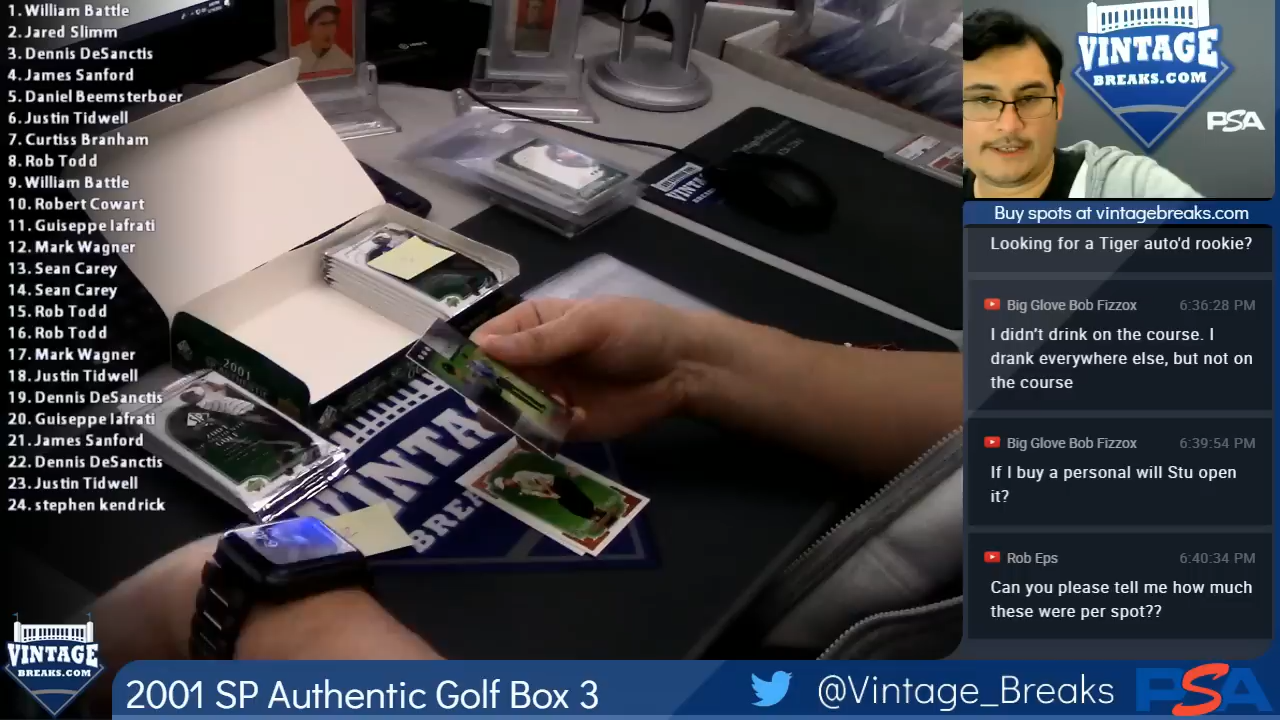 1. William Battle
2. Jared Slimm
3. Dennis DeSanctis
4. James Sanford
5. Daniel Beemsterboer
6. Justin Tidwell
7. Curtiss Branham
8. Rob Todd
9. William Battle
10. Robert Cowart
11. Guiseppe Iafrati
12. Mark Wagner
13. Sean Carey
14. Sean Carey
15. Rob Todd
16. Rob Todd
17. Mark Wagner
18. Justin Tidwell
19. Dennis DeSanctis
20. Guiseppe Iafrati
21. James Sanford
22. Dennis DeSanctis
23. Justin Tidwell
24. stephen kendrick
2001
2001
GOLF
VINTA
BREA
VINT
VINTAGE
BREAKS.COM
PSA
Buy spots at vintagebreaks.com
Looking for a Tiger auto'd rookie?
Big Glove Bob Fizzox 6:36:28 PM
I didn't drink on the course. I
drank everywhere else, but not on
the course
Big Glove Bob Fizzox 6:39:54 PM
If I buy a personal will Stu open
it?
Rob Eps 6:40:34 PM
Can you please tell me how much
these were per spot??
VINTAGE
BREAKS.COM
2001 SP Authentic Golf Box 3
@Vintage_Breaks
PSA